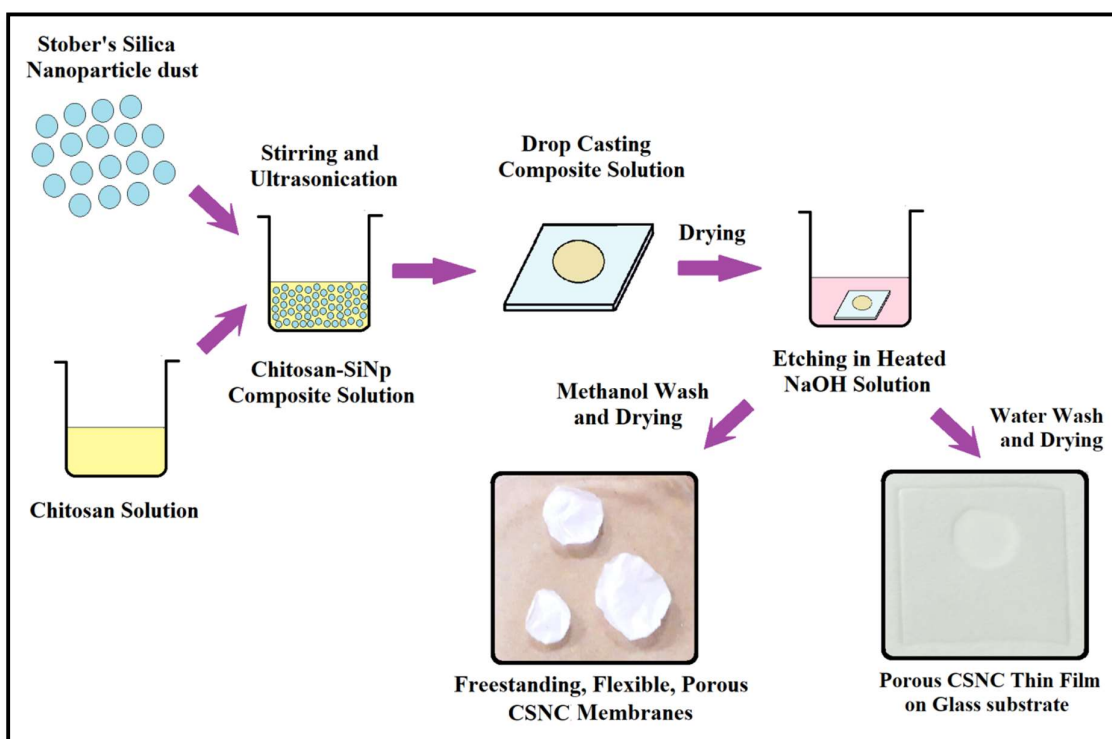 Stober's Silica
Nanoparticle dust
Stirring and
Ultrasonication
Drop Casting
Composite Solution
Drying
Chitosan-SiNp
Composite Solution
Etching in Heated
NaOH Solution
Chitosan Solution
Methanol Wash
and Drying
Water Wash
and Drying
Freestanding, Flexible, Porous
CSNC Membranes
Porous CSNC Thin Film
on Glass substrate